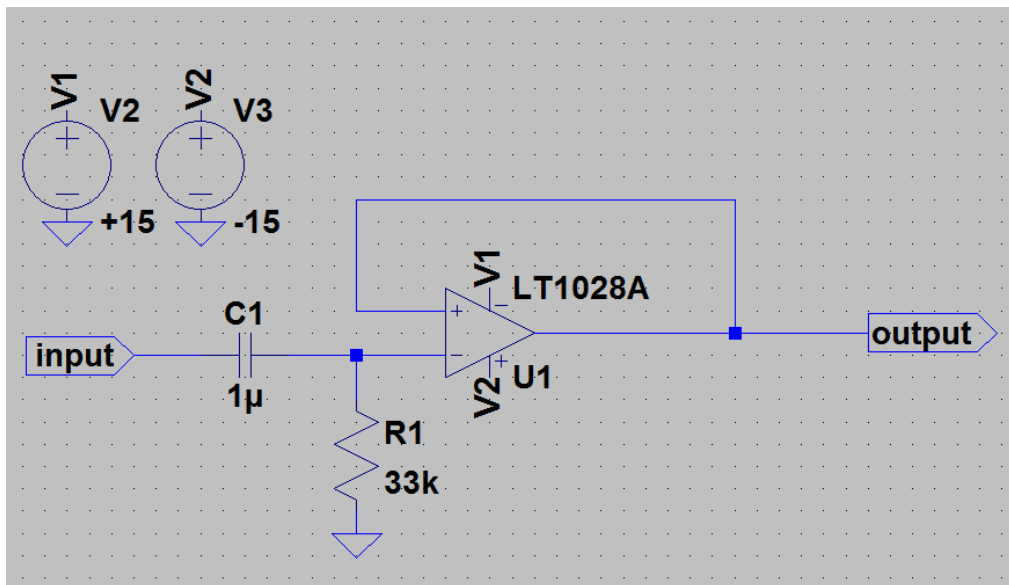 V1
V2
V2
V3
+
+
−
−
+15
-15
V1
LT1028A
C1
+
−
input
output
−
+
1µ
V2
U1
R1
33k